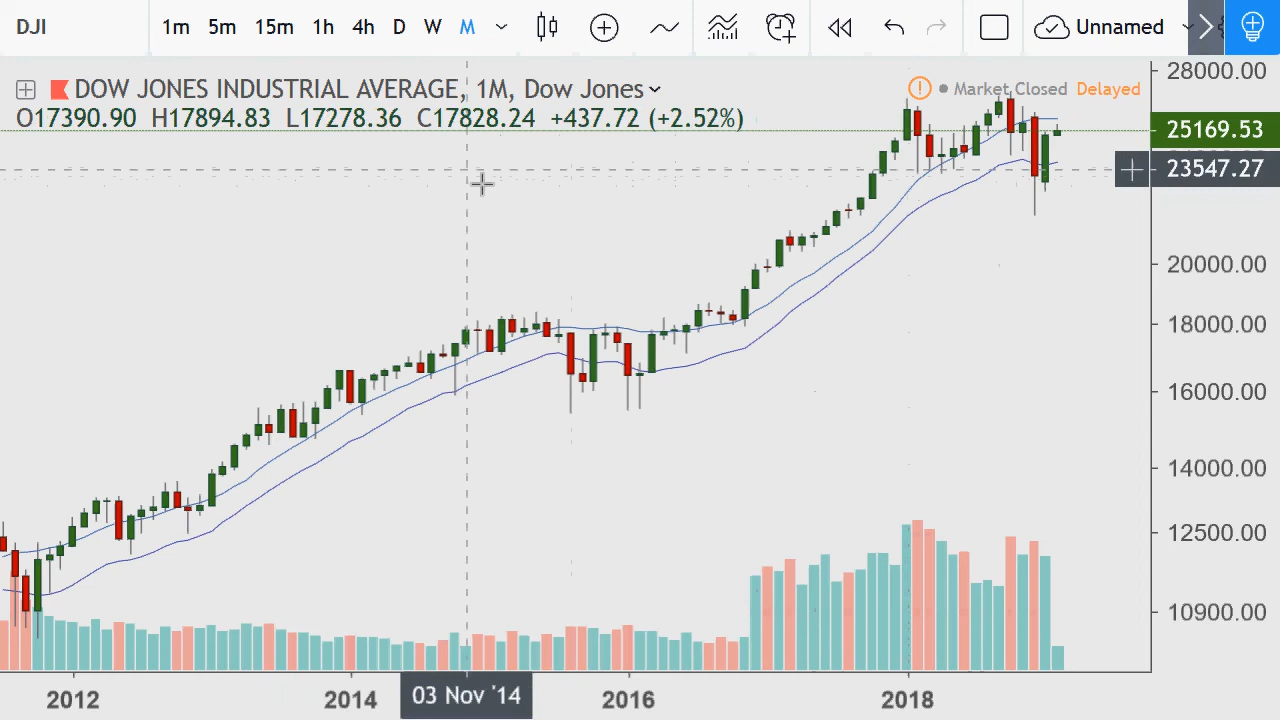 DJI 1m 5m 15m 1h 4h D W M Unnamed
DOW JONES INDUSTRIAL AVERAGE, 1M, Dow Jones Market Closed Delayed
O17390.90 H17894.83 L17278.36 C17828.24 +437.72 (+2.52%)
28000.00
25169.53
23547.27
20000.00
18000.00
16000.00
14000.00
12500.00
10900.00
2012 2014 03 Nov '14 2016 2018